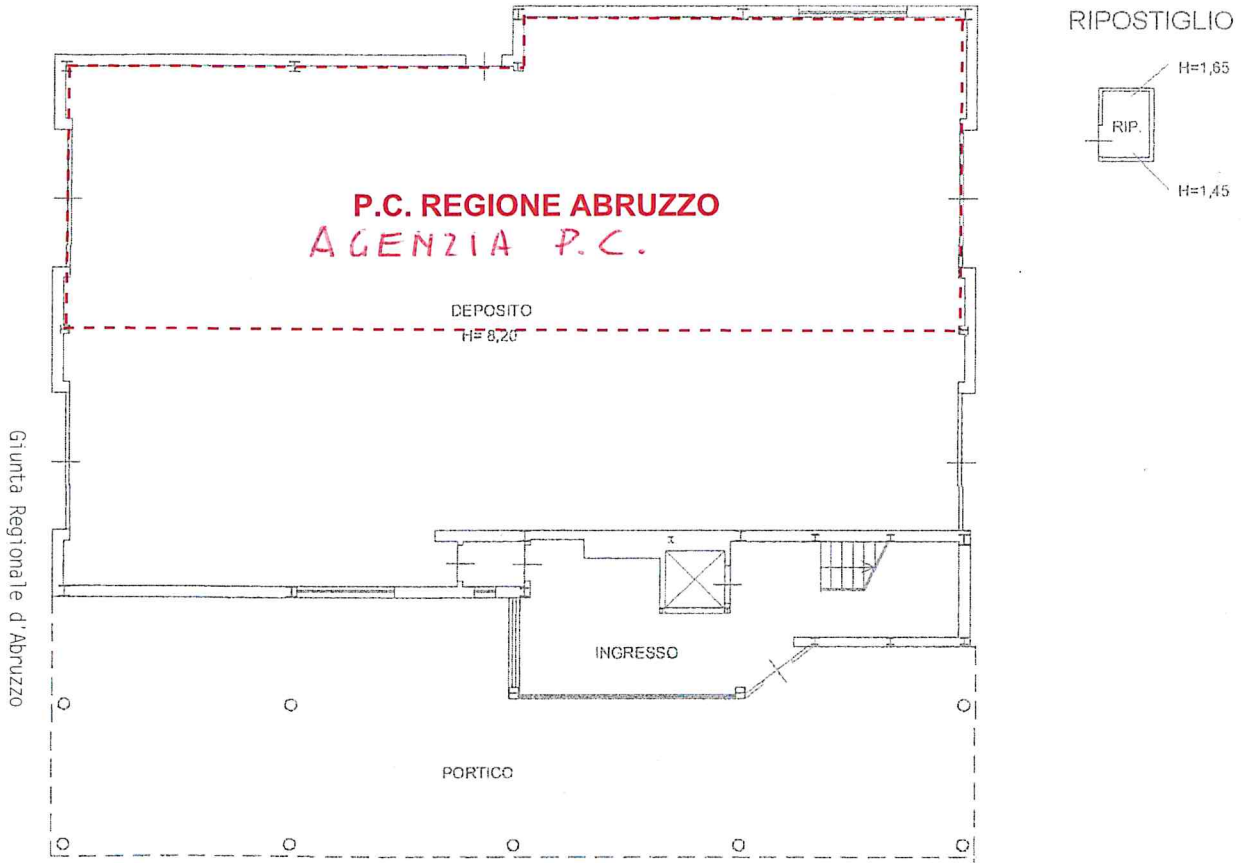 RIPOSTIGLIO
H=1,65
RIP.
H=1,45
P.C. REGIONE ABRUZZO
AGENZIA P.C.
DEPOSITO
H= 8,20
Giunta Regionale d'Abruzzo
INGRESSO
PORTICO